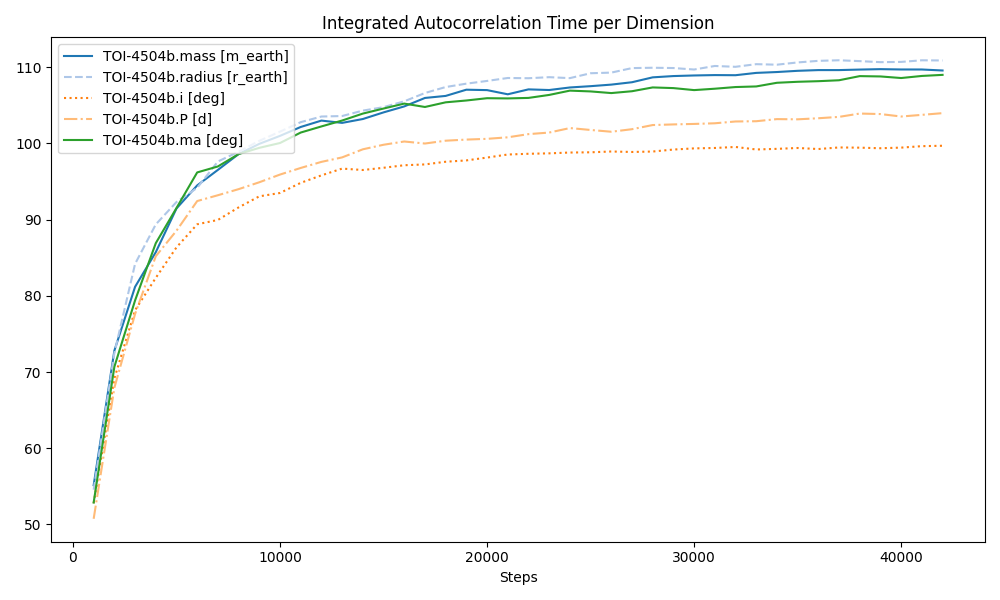 Integrated Autocorrelation Time per Dimension
TOI-4504b.mass [m_earth]
TOI-4504b.radius [r_earth]
TOI-4504b.i [deg]
TOI-4504b.P [d]
TOI-4504b.ma [deg]
110
100
90
80
70
60
50
0 10000 20000 30000 40000
Steps